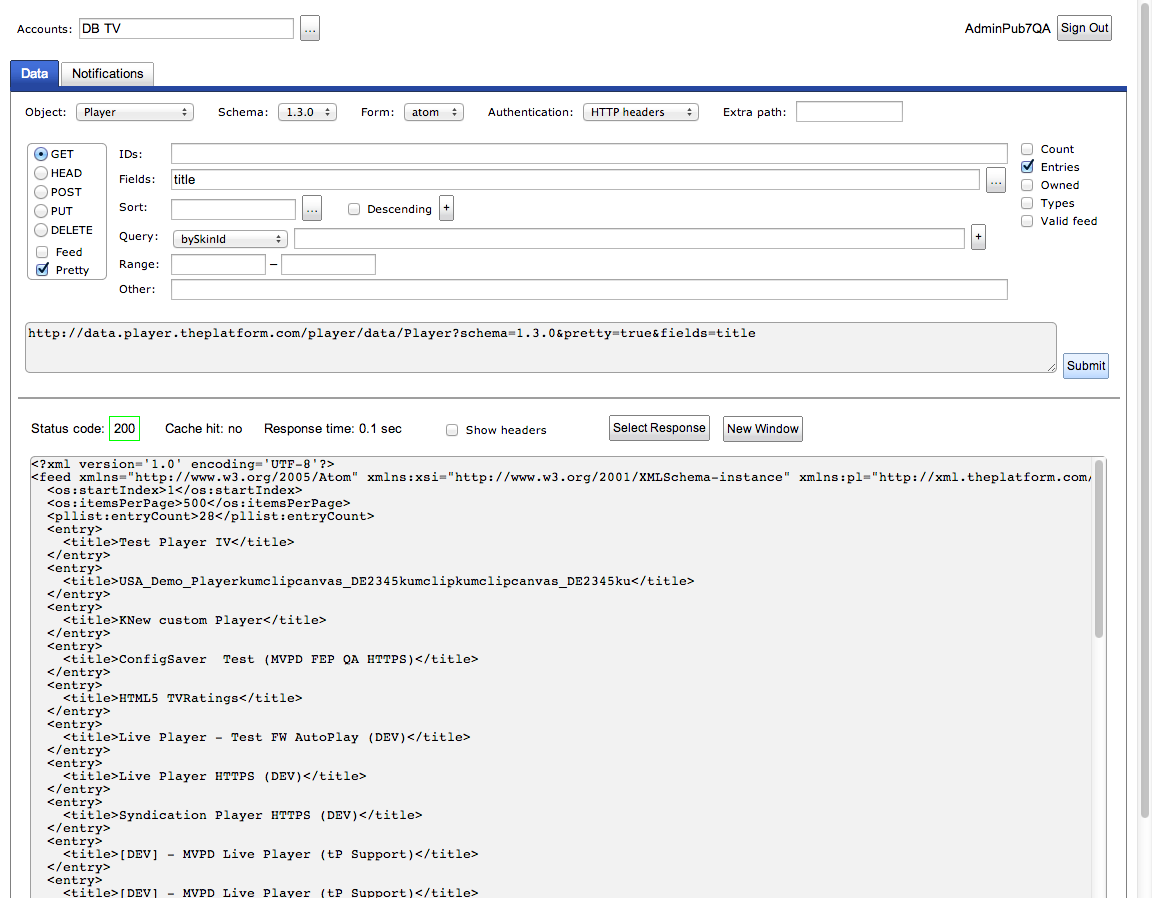 Accounts: DB TV ... AdminPub7QA Sign Out
Data Notifications
Object: Player Schema: 1.3.0 Form: atom Authentication: HTTP headers Extra path:
GET
HEAD
POST
PUT
DELETE
Feed
Pretty
IDs:
Fields: title ...
Sort: ... Descending +
Query: bySkinId +
Range: –
Other:
Count
Entries
Owned
Types
Valid feed
http://data.player.theplatform.com/player/data/Player?schema=1.3.0&pretty=true&fields=title
Submit
Status code: 200 Cache hit: no Response time: 0.1 sec Show headers Select Response New Window
<?xml version='1.0' encoding='UTF-8'?>
<feed xmlns="http://www.w3.org/2005/Atom" xmlns:xsi="http://www.w3.org/2001/XMLSchema-instance" xmlns:pl="http://xml.theplatform.com/
<os:startIndex>1</os:startIndex>
<os:itemsPerPage>500</os:itemsPerPage>
<pllist:entryCount>28</pllist:entryCount>
<entry>
<title>Test Player IV</title>
</entry>
<entry>
<title>USA_Demo_Playerkumclipcanvas_DE2345kumclipkumclipcanvas_DE2345ku</title>
</entry>
<entry>
<title>KNew custom Player</title>
</entry>
<entry>
<title>ConfigSaver  Test (MVPD FEP QA HTTPS)</title>
</entry>
<entry>
<title>HTML5 TVRatings</title>
</entry>
<entry>
<title>Live Player - Test FW AutoPlay (DEV)</title>
</entry>
<entry>
<title>Live Player HTTPS (DEV)</title>
</entry>
<entry>
<title>Syndication Player HTTPS (DEV)</title>
</entry>
<entry>
<title>[DEV] - MVPD Live Player (tP Support)</title>
</entry>
<entry>
<title>[DEV] - MVPD Live Player (tP Support)</title>